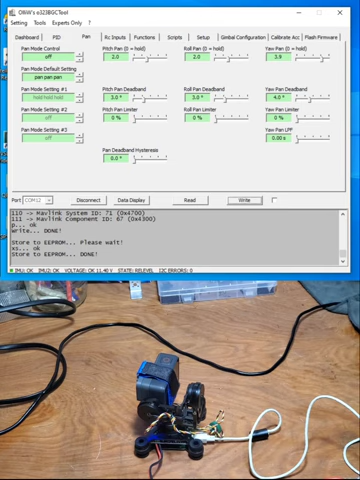 OlliW's o323BGCTool
Setting Tools Experts Only ?
Dashboard PID Pan Rc Inputs Functions Scripts Setup Gimbal Configuration Calibrate Acc Flash Firmware
Pan Mode Control Pitch Pan (0 = hold) Roll Pan (0 = hold) Yaw Pan (0 = hold)
off 2.0 2.0 3.9
Pan Mode Default Setting
pan pan pan
Pan Mode Setting #1 Pitch Pan Deadband Roll Pan Deadband Yaw Pan Deadband
hold hold hold 3.0 ° 3.0 ° 4.0 °
Pan Mode Setting #2 Pitch Pan Limiter Roll Pan Limiter Yaw Pan Limiter
off 0 % 0 % 0 %
Pan Mode Setting #3 Yaw Pan LPF
off 0.00 s
Pan Deadband Hysteresis
0.0 °
Port COM12 Disconnect Data Display Read Write
110 -> Mavlink System ID: 71 (0x4700)
111 -> Mavlink Component ID: 67 (0x4300)
p... ok
Write... DONE!
Store to EEPROM... Please wait!
xs... ok
Store to EEPROM... DONE!
IMU: OK IMU2: OK VOLTAGE: OK 11.40 V STATE: RELEVEL I2C ERRORS: 0